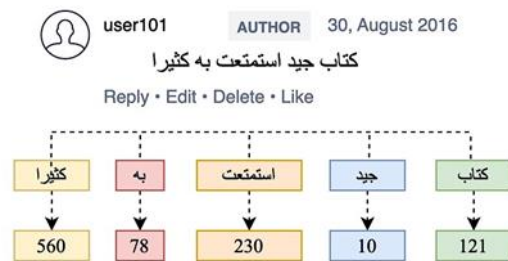 user101 AUTHOR 30, August 2016
كتاب جيد استمتعت به كثيرا
Reply • Edit • Delete • Like
كتاب جيد استمتعت به كثيرا
560 78 230 10 121